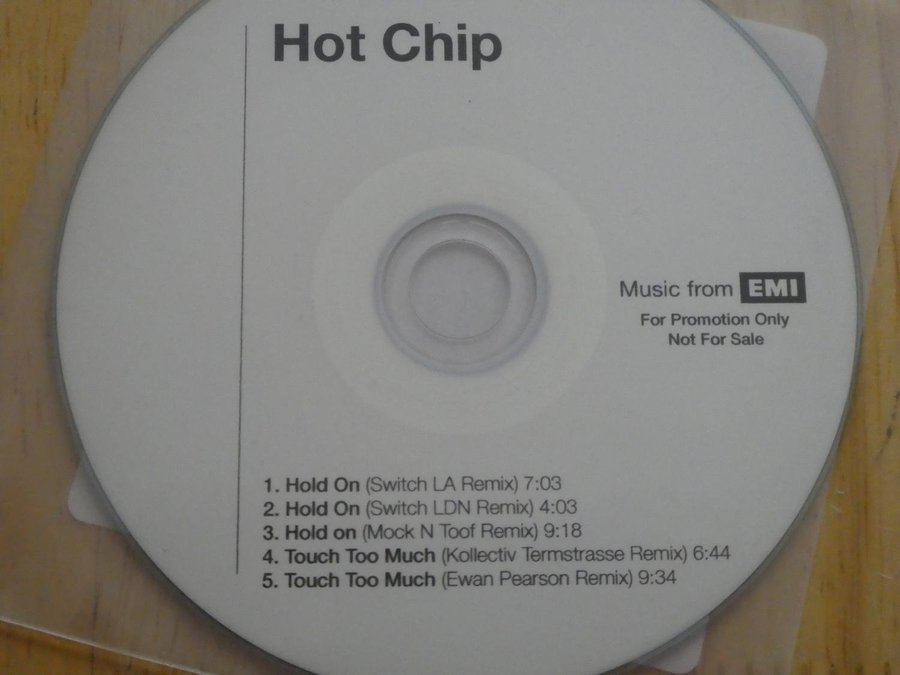 Hot Chip
Music from EMI
For Promotion Only
Not For Sale
1. Hold On (Switch LA Remix) 7:03
2. Hold On (Switch LDN Remix) 4:03
3. Hold on (Mock N Toof Remix) 9:18
4. Touch Too Much (Kollectiv Termstrasse Remix) 6:44
5. Touch Too Much (Ewan Pearson Remix) 9:34